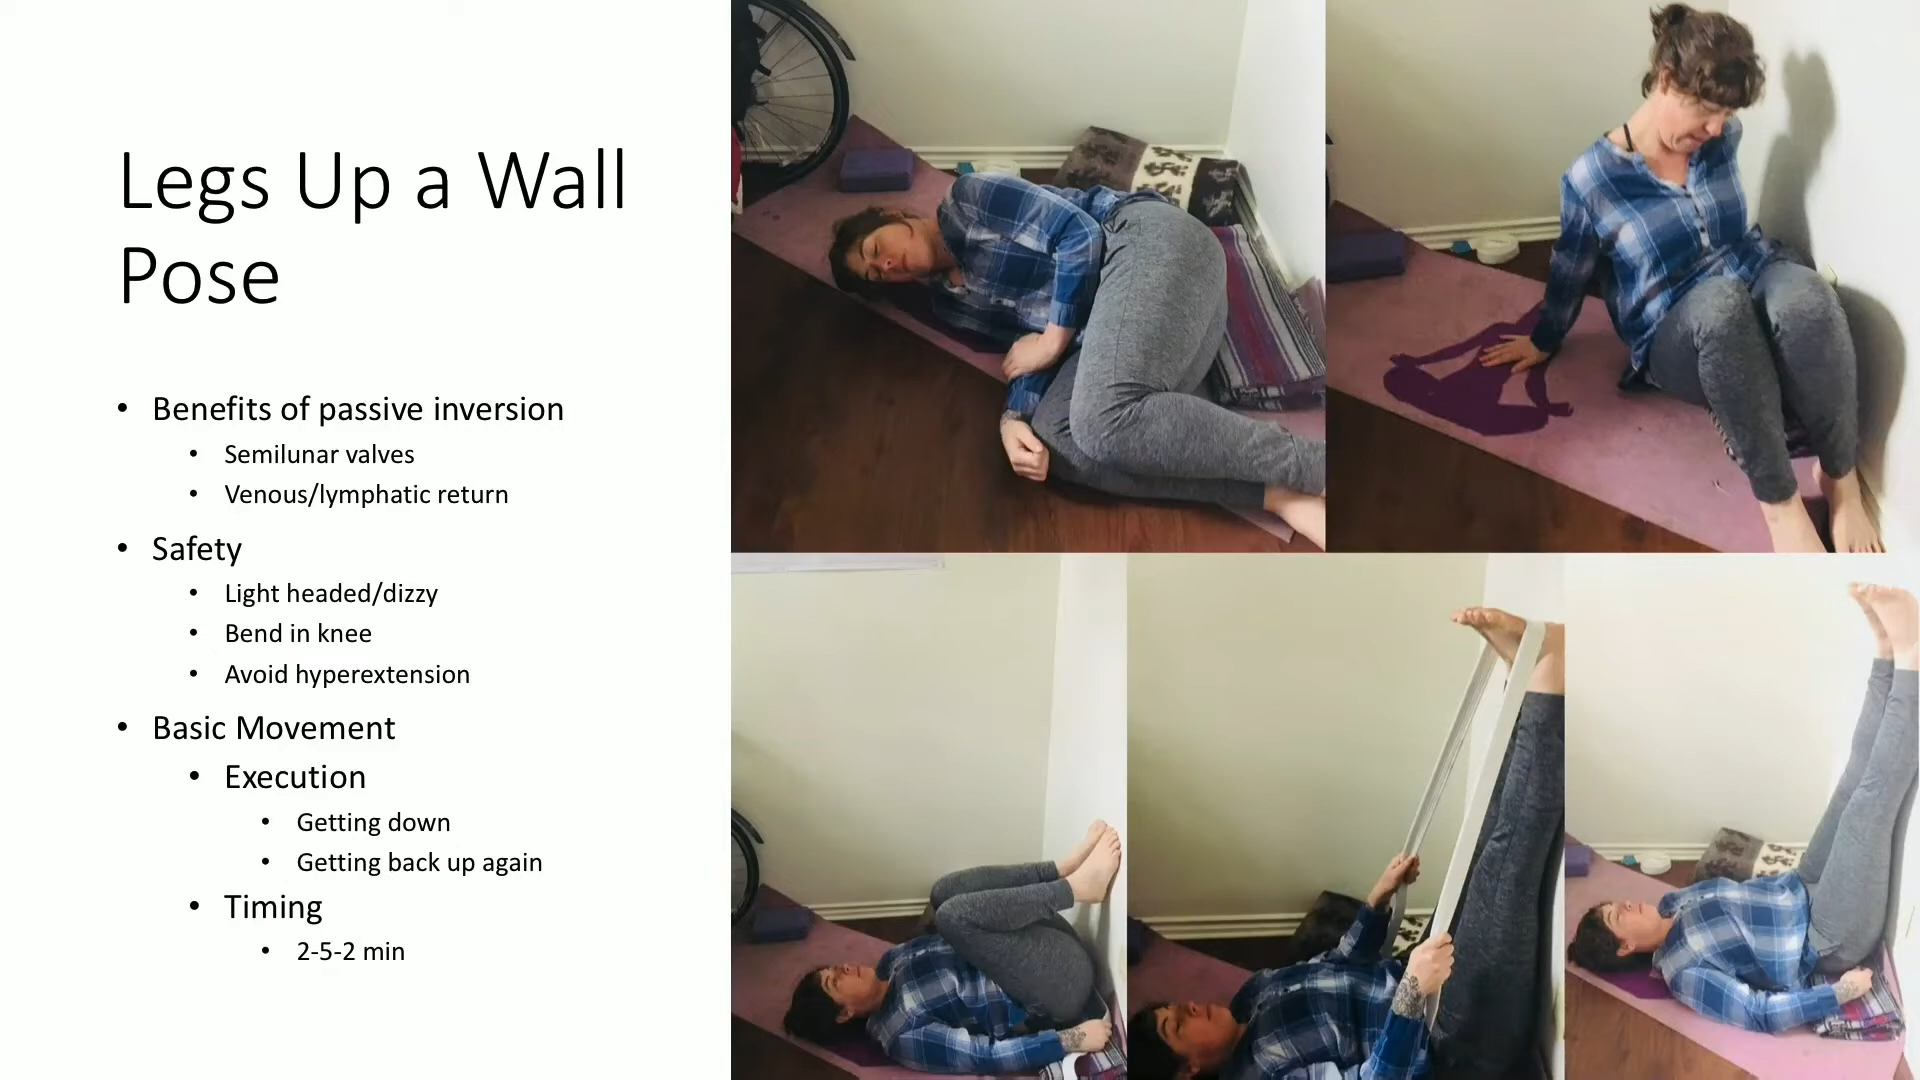 Legs Up a Wall
Pose
• Benefits of passive inversion
• Semilunar valves
• Venous/lymphatic return
• Safety
• Light headed/dizzy
• Bend in knee
• Avoid hyperextension
• Basic Movement
• Execution
• Getting down
• Getting back up again
• Timing
• 2-5-2 min